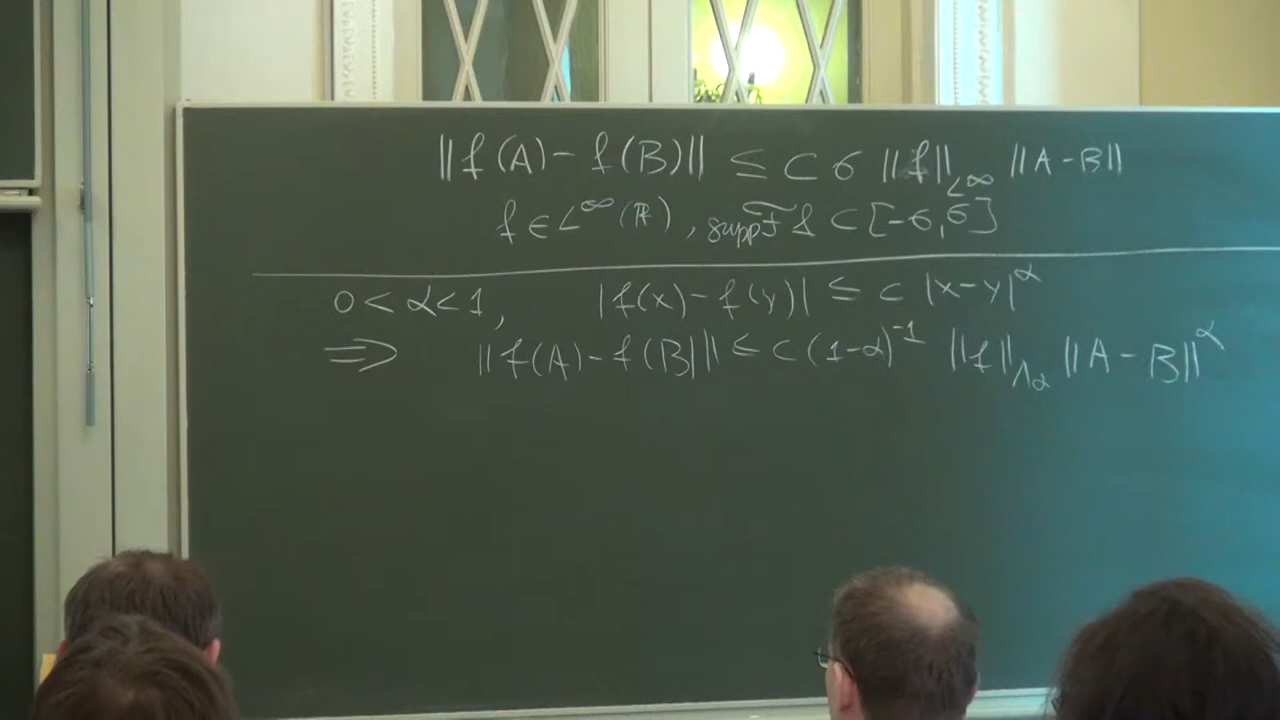 ||f(A) - f(B)|| ≤ C σ ||f||_{L^∞} ||A - B||
f ∈ L^∞(ℝ), supp ℱf ⊂ [-σ, σ]
0 < α < 1, |f(x) - f(y)| ≤ C |x - y|^α
⇒ ||f(A) - f(B)|| ≤ C (1-α)^{-1} ||f||_{Λ_α} ||A - B||^α